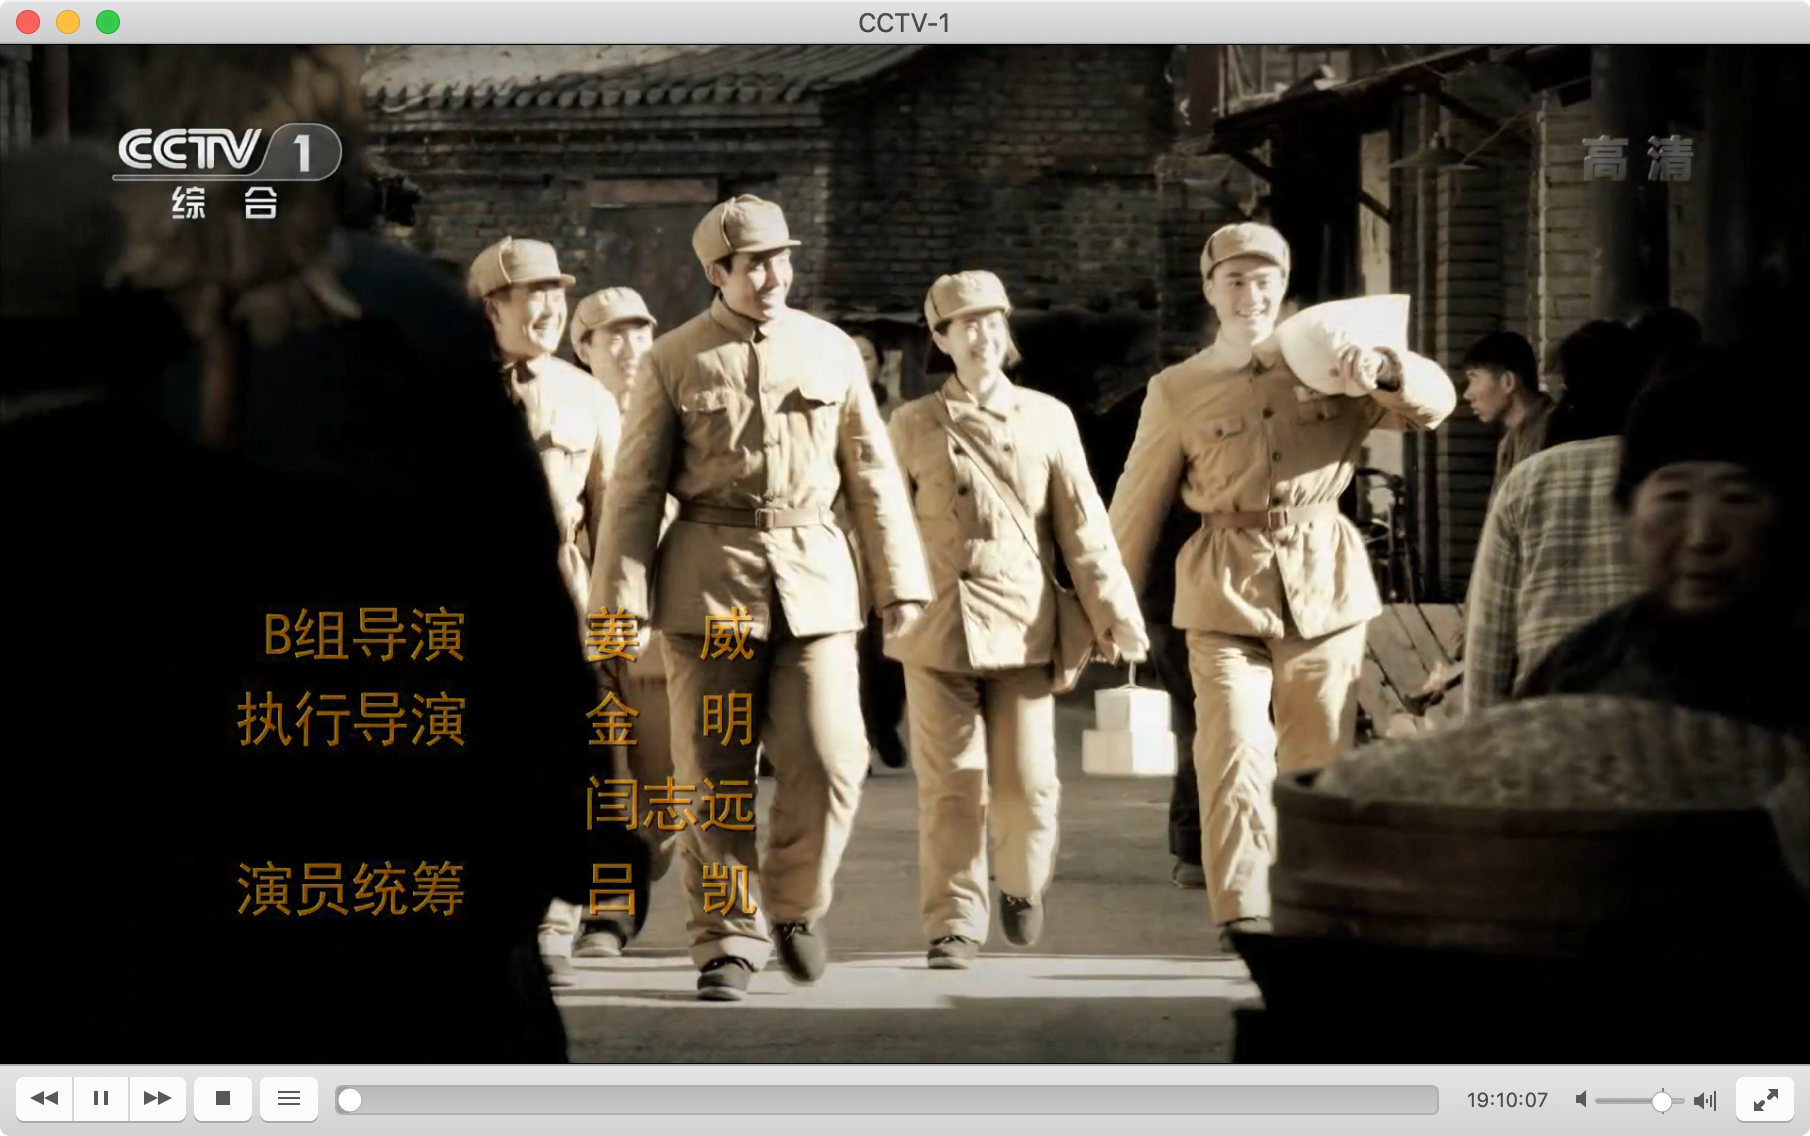 CCTV-1
CCTV 1
综合
高清
B组导演 姜威
执行导演 金明
闫志远
演员统筹 吕凯
19:10:07